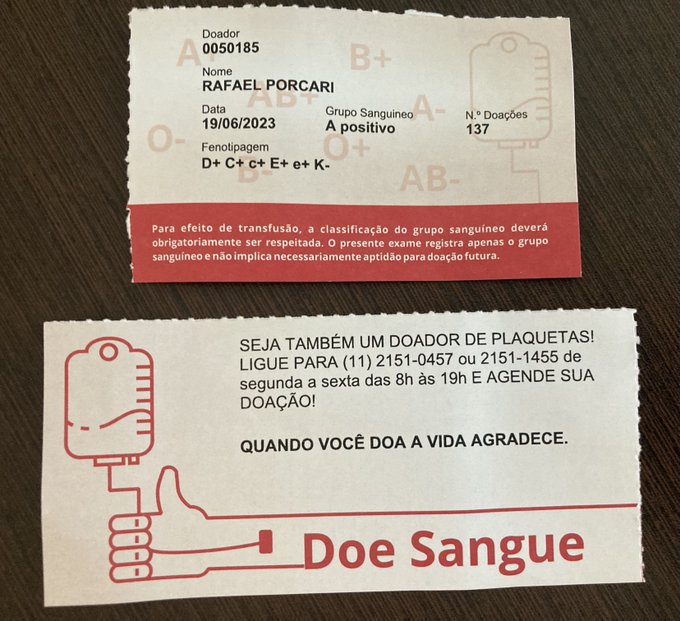 Doador
0050185
Nome
RAFAEL PORCARI
Data
19/06/2023
Grupo Sanguineo
A positivo
N.º Doações
137
Fenotipagem
D+ C+ c+ E+ e+ K-
A+
B+
AB+
A-
O-
O+
B-
AB-
Para efeito de transfusão, a classificação do grupo sanguíneo deverá
obrigatoriamente ser respeitada. O presente exame registra apenas o grupo
sanguíneo e não implica necessariamente aptidão para doação futura.
SEJA TAMBÉM UM DOADOR DE PLAQUETAS!
LIGUE PARA (11) 2151-0457 ou 2151-1455 de
segunda a sexta das 8h às 19h E AGENDE SUA
DOAÇÃO!
QUANDO VOCÊ DOA A VIDA AGRADECE.
Doe Sangue